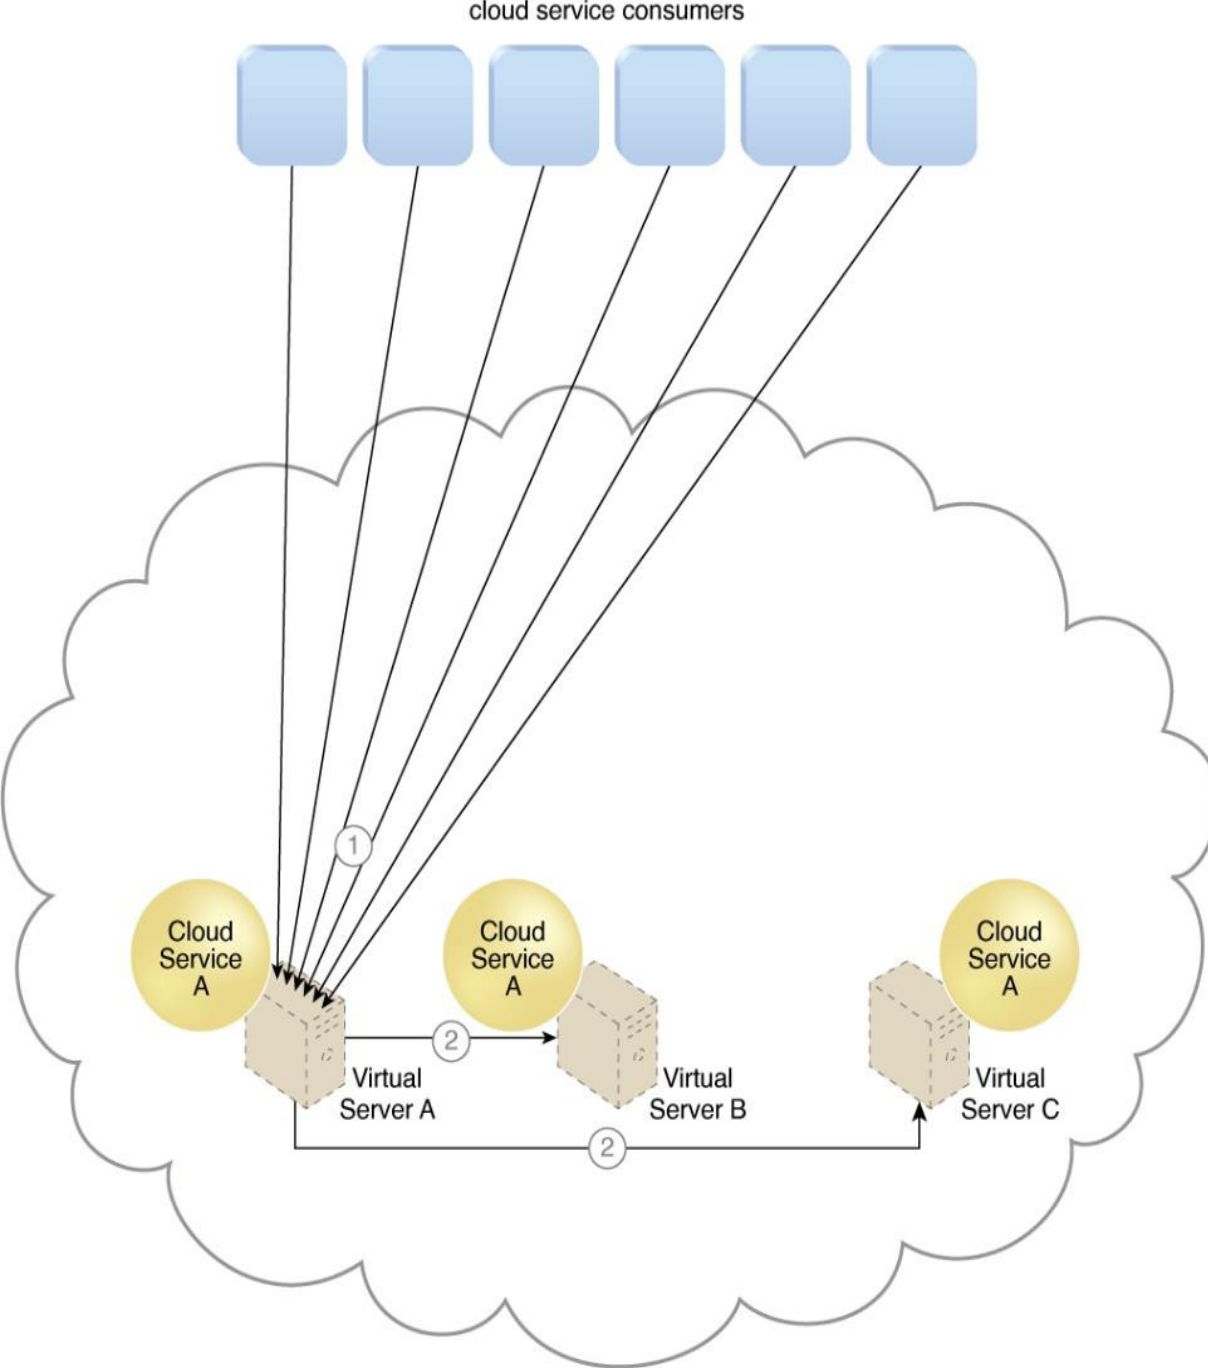 cloud service consumers
1
Cloud
Service
A
Cloud
Service
A
Cloud
Service
A
2
Virtual
Server A
Virtual
Server B
Virtual
Server C
2